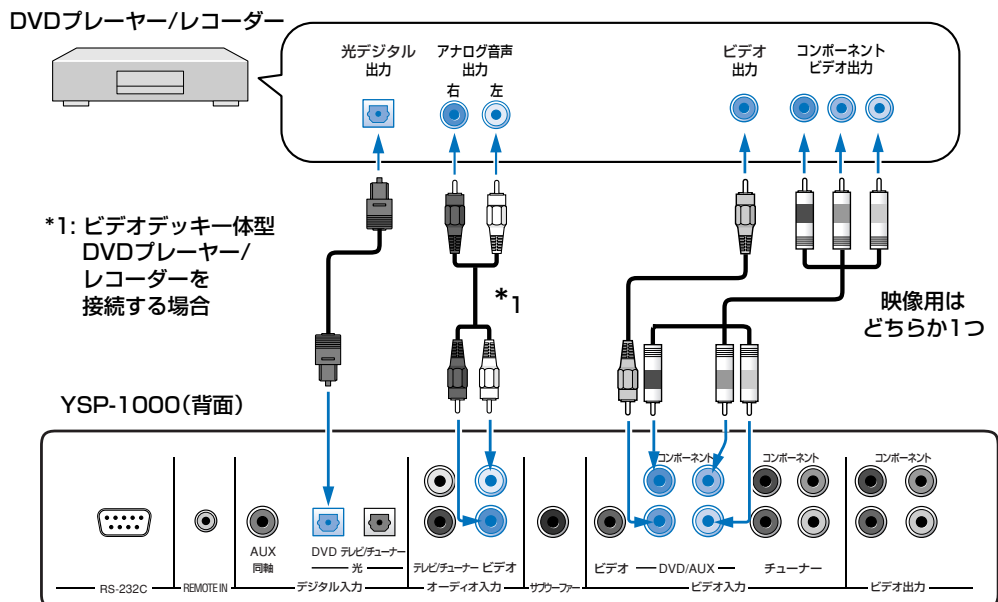 DVDプレーヤー/レコーダー
光デジタル
出力
アナログ音声
出力
右 左
ビデオ
出力
コンポーネント
ビデオ出力
*1: ビデオデッキ一体型
DVDプレーヤー/
レコーダーを
接続する場合
*1
映像用は
どちらか1つ
YSP-1000(背面)
コンポーネント
コンポーネント
コンポーネント
AUX
同軸
DVD テレビ/チューナー
光
テレビ/チューナー ビデオ
ビデオ
DVD/AUX
チューナー
RS-232C
REMOTE IN
デジタル入力
オーディオ入力
サブウーファー
ビデオ入力
ビデオ出力